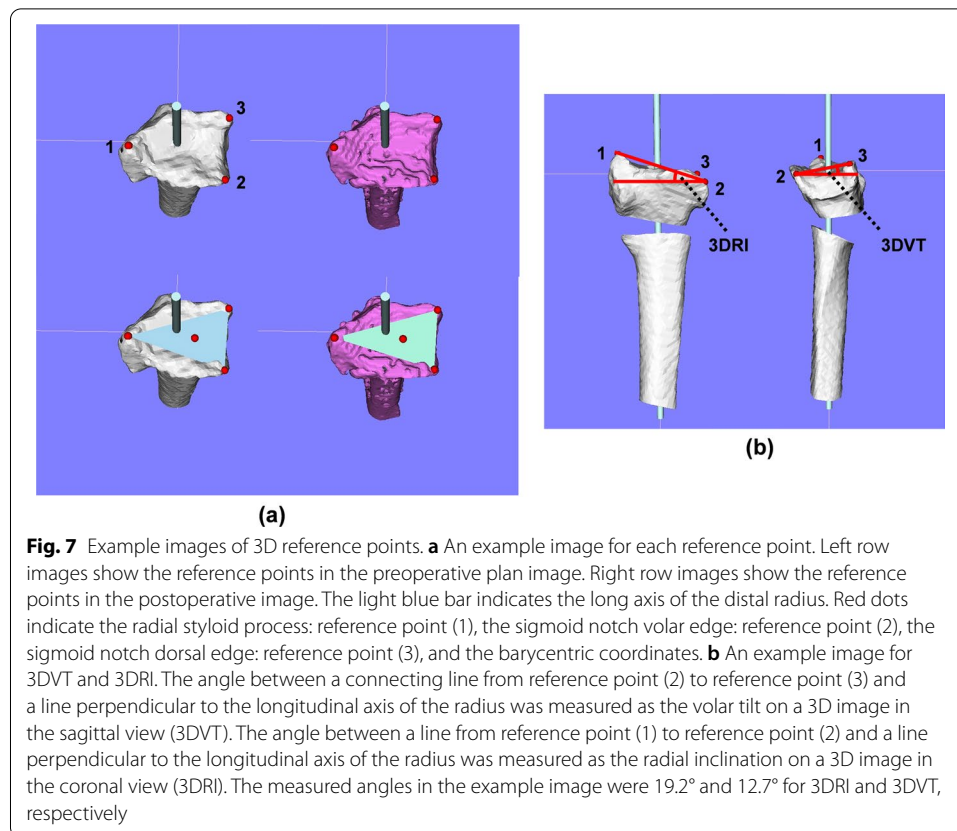 3
1
2
1
3
2
3DRI
1
3
2
3DVT
(a)
(b)
Fig. 7 Example images of 3D reference points. a An example image for each reference point. Left row
images show the reference points in the preoperative plan image. Right row images show the reference
points in the postoperative image. The light blue bar indicates the long axis of the distal radius. Red dots
indicate the radial styloid process: reference point (1), the sigmoid notch volar edge: reference point (2), the
sigmoid notch dorsal edge: reference point (3), and the barycentric coordinates. b An example image for
3DVT and 3DRI. The angle between a connecting line from reference point (2) to reference point (3) and
a line perpendicular to the longitudinal axis of the radius was measured as the volar tilt on a 3D image in
the sagittal view (3DVT). The angle between a line from reference point (1) to reference point (2) and a line
perpendicular to the longitudinal axis of the radius was measured as the radial inclination on a 3D image in
the coronal view (3DRI). The measured angles in the example image were 19.2° and 12.7° for 3DRI and 3DVT,
respectively